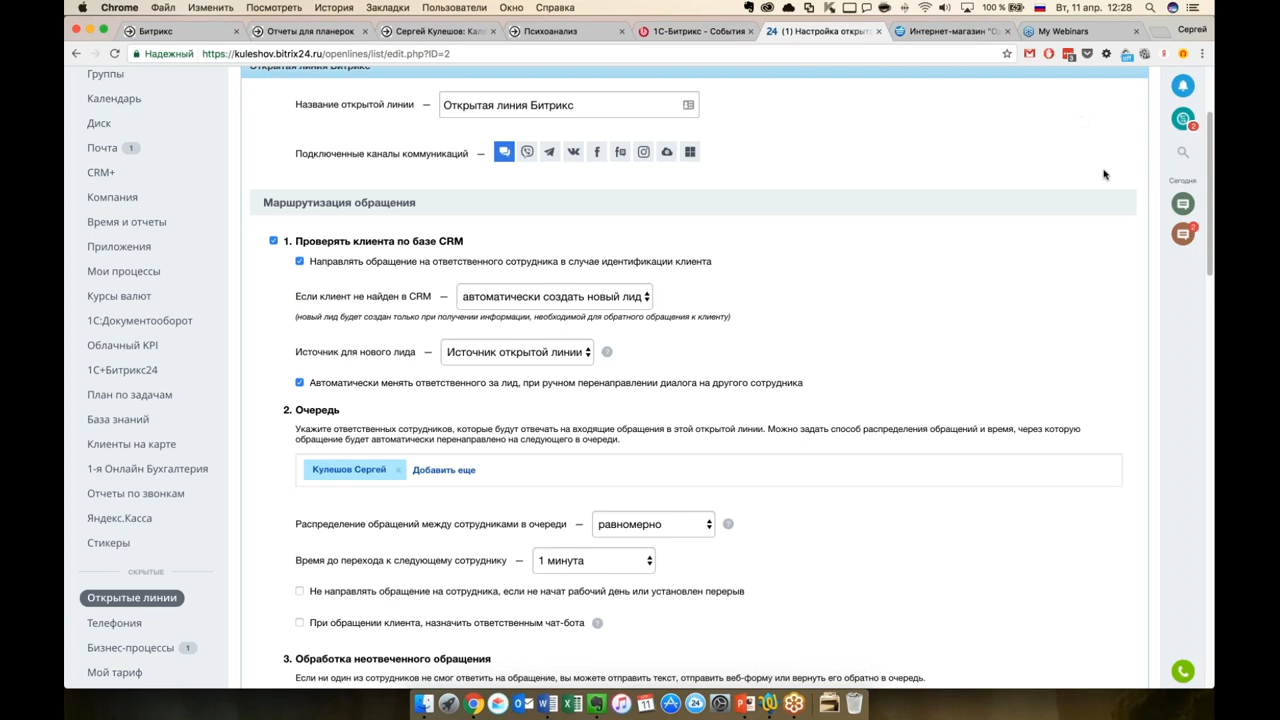 Chrome Файл Изменить Посмотреть История Закладки Пользователи Окно Справка
100 % Вт, 11 апр. 12:28
Битрикс
Отчеты для планерок
Сергей Кулешов: Кале
Психоанализ
1С-Битрикс - События
24 (1) Настройка открыт
Интернет-магазин "D
My Webinars
Сергей
Надежный https://kuleshov.bitrix24.ru/openlines/list/edit.php?ID=2
Группы
Календарь
Диск
Почта 1
CRM+
Компания
Время и отчеты
Приложения
Мои процессы
Курсы валют
1С:Документооборот
Облачный KPI
1С+Битрикс24
План по задачам
База знаний
Клиенты на карте
1-я Онлайн Бухгалтерия
Отчеты по звонкам
Яндекс.Касса
Стикеры
СКРЫТЫЕ
Открытые линии
Телефония
Бизнес-процессы 1
Мой тариф
Открытая линия Битрикс
Название открытой линии — Открытая линия Битрикс
Подключенные каналы коммуникаций —
Маршрутизация обращения
1. Проверять клиента по базе CRM
Направлять обращение на ответственного сотрудника в случае идентификации клиента
Если клиент не найден в CRM — автоматически создать новый лид
(новый лид будет создан только при получении информации, необходимой для обратного обращения к клиенту)
Источник для нового лида — Источник открытой линии ?
Автоматически менять ответственного за лид, при ручном перенаправлении диалога на другого сотрудника
2. Очередь
Укажите ответственных сотрудников, которые будут отвечать на входящие обращения в этой открытой линии. Можно задать способ распределения обращений и время, через которую
обращение будет автоматически перенаправлено на следующего в очереди.
Кулешов Сергей × Добавить еще
Распределение обращений между сотрудниками в очереди — равномерно ?
Время до перехода к следующему сотруднику — 1 минута
Не направлять обращение на сотрудника, если не начат рабочий день или установлен перерыв
При обращении клиента, назначить ответственным чат-бота ?
3. Обработка неотвеченного обращения
Если ни один из сотрудников не смог ответить на обращение, вы можете отправить текст, отправить веб-форму или вернуть его обратно в очередь.
2
Сегодня
2